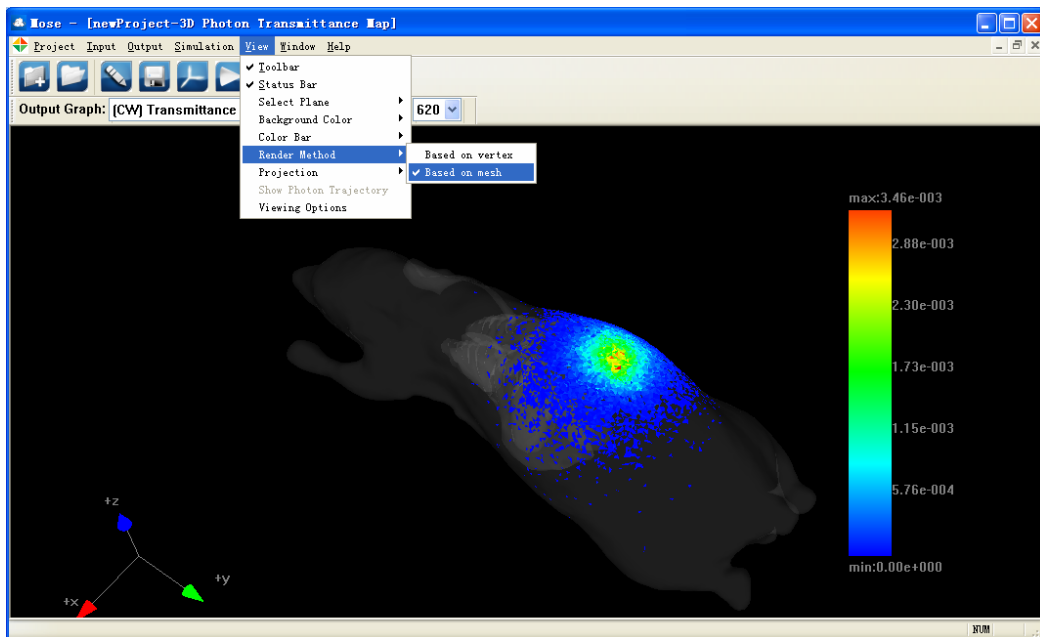 Mose - [newProject-3D Photon Transmittance Map]
Project Input Output Simulation View Window Help
Toolbar
Status Bar
Output Graph: (CW) Transmittance 620
Select Plane
Background Color
Color Bar
Render Method
Based on vertex
Projection
Based on mesh
Show Photon Trajectory
Viewing Options
max:3.46e-003
2.88e-003
2.30e-003
1.73e-003
1.15e-003
5.76e-004
min:0.00e+000
+z
+y
+x
NUM